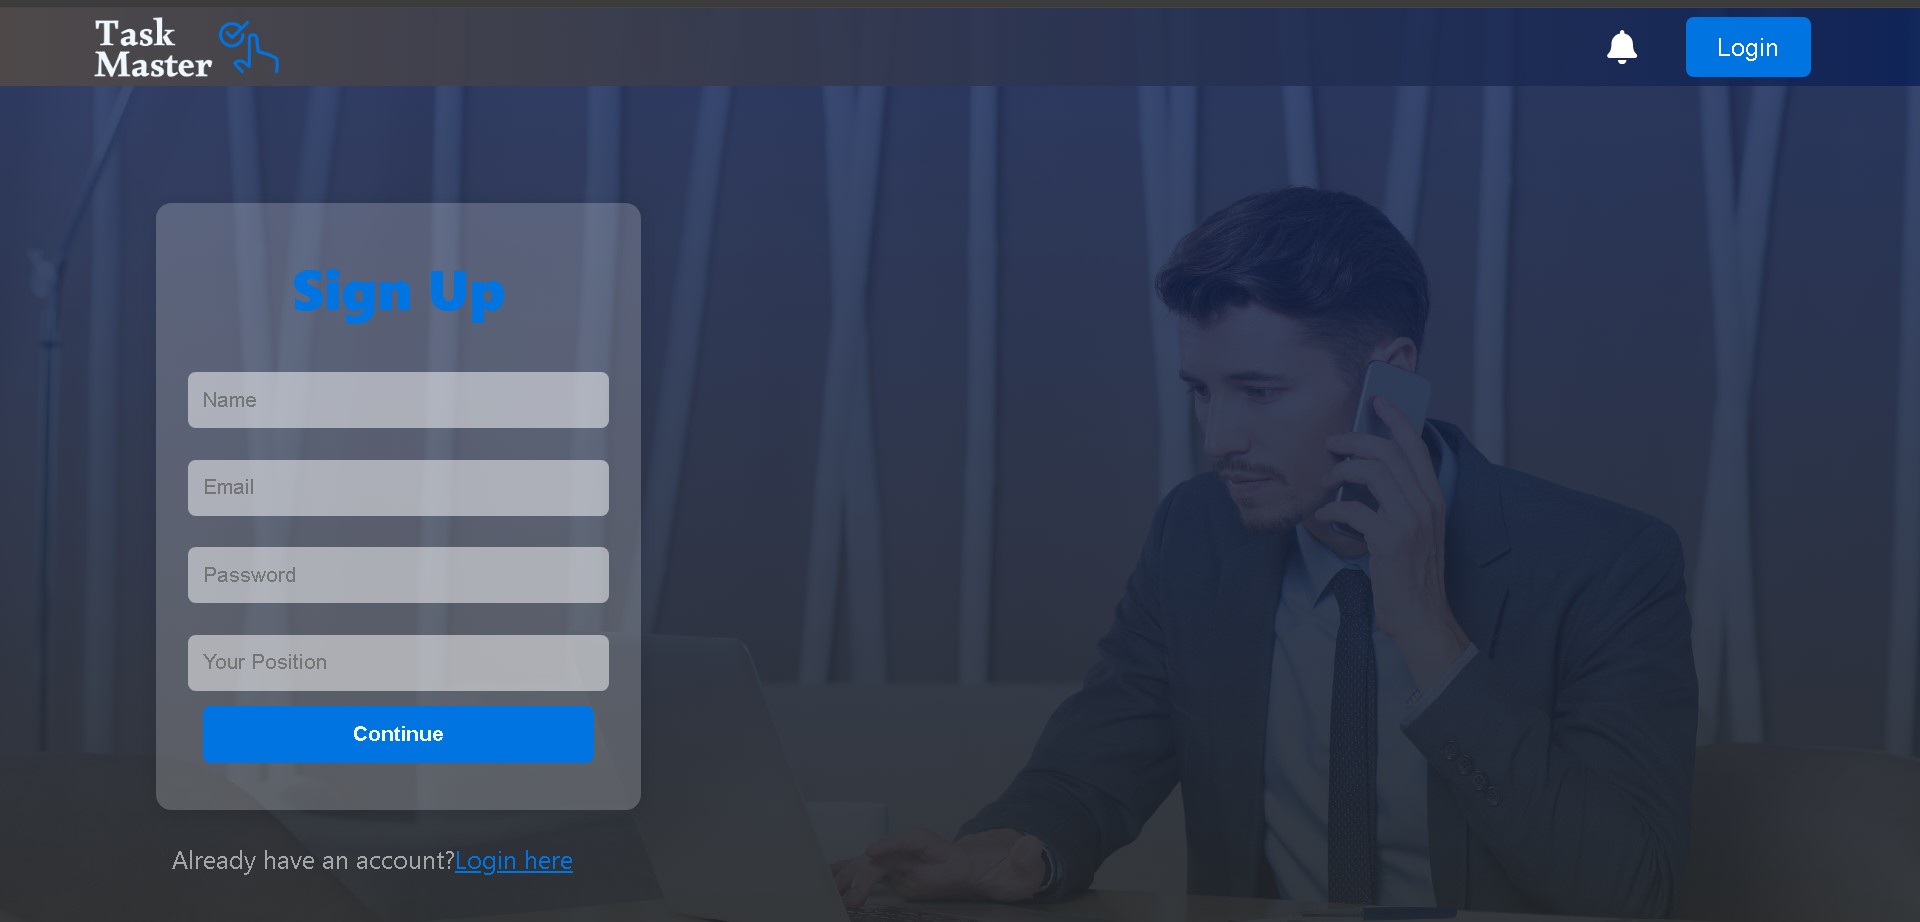 Task
Master
Login
Sign Up
Name
Email
Password
Your Position
Continue
Already have an account?Login here